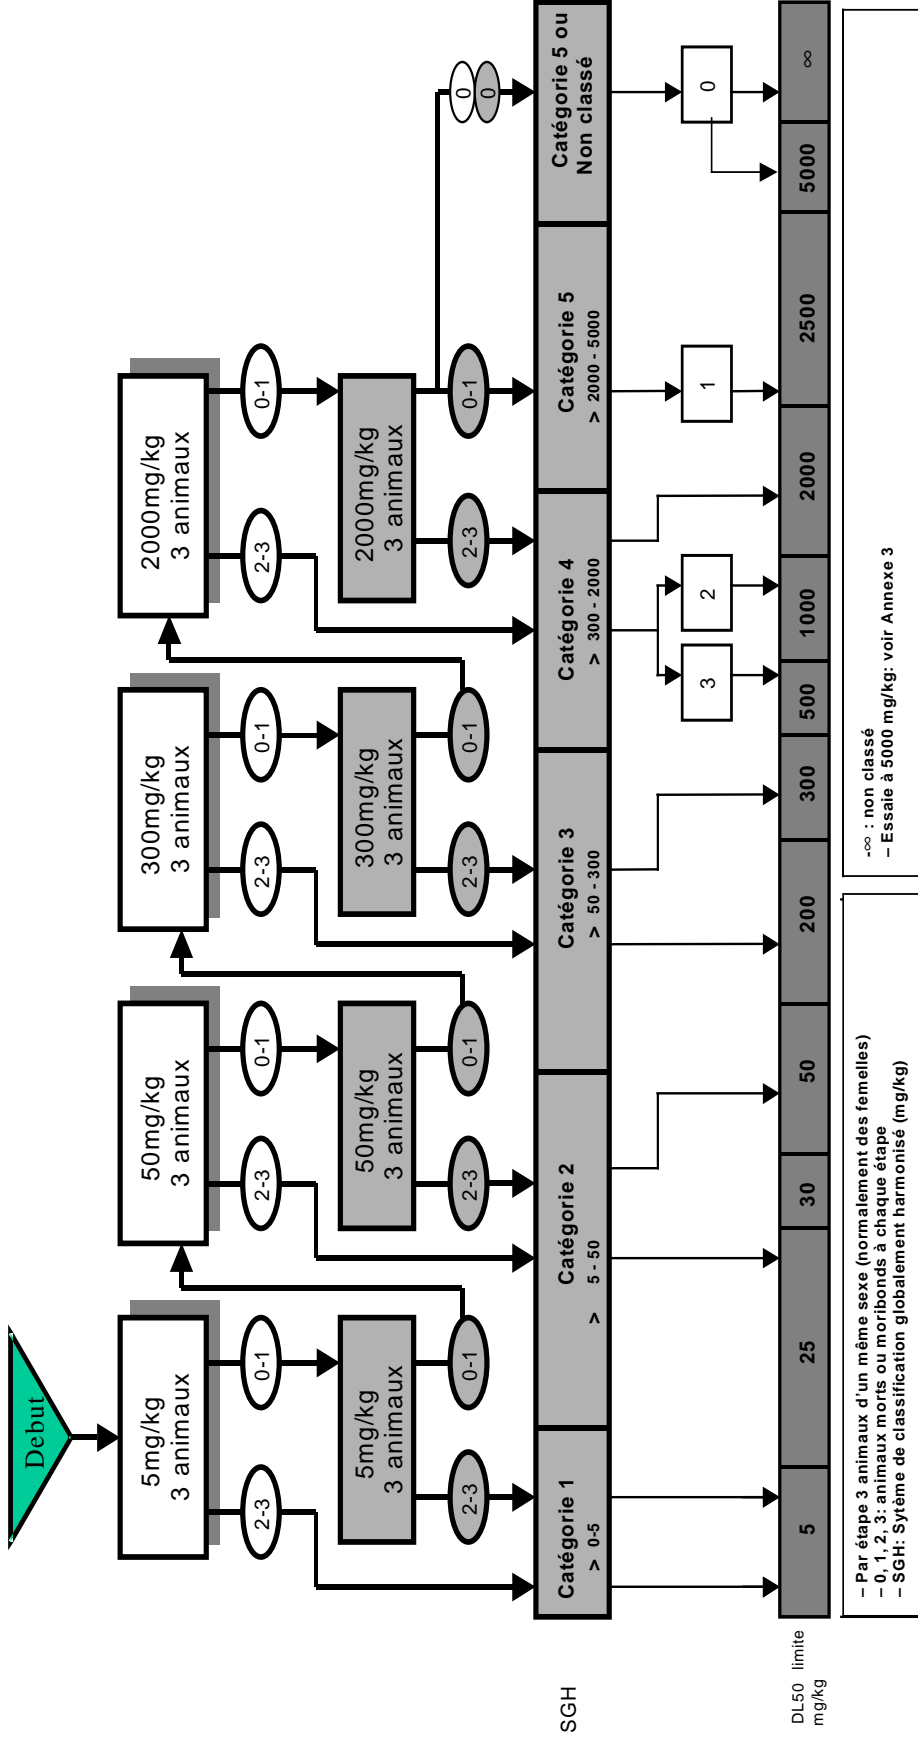 Debut
5mg/kg
3 animaux
50mg/kg
3 animaux
300mg/kg
3 animaux
2000mg/kg
3 animaux
2-3
0-1
2-3
0-1
2-3
0-1
2-3
0-1
5mg/kg
3 animaux
50mg/kg
3 animaux
300mg/kg
3 animaux
2000mg/kg
3 animaux
2-3
0-1
2-3
0-1
2-3
0-1
2-3
0-1
0
0
SGH
Catégorie 1
> 0-5
Catégorie 2
> 5 - 50
Catégorie 3
> 50 - 300
Catégorie 4
> 300 - 2000
Catégorie 5
> 2000 - 5000
Catégorie 5 ou
Non classé
3
2
1
0
DL50 limite
mg/kg
5
25
30
50
200
300
500
1000
2000
2500
5000
∞
– Par étape 3 animaux d'un même sexe (normalement des femelles)
– 0, 1, 2, 3: animaux morts ou moribonds à chaque étape
– SGH: Sytème de classification globalement harmonisé (mg/kg)
-∞ : non classé
– Essaie à 5000 mg/kg: voir Annexe 3